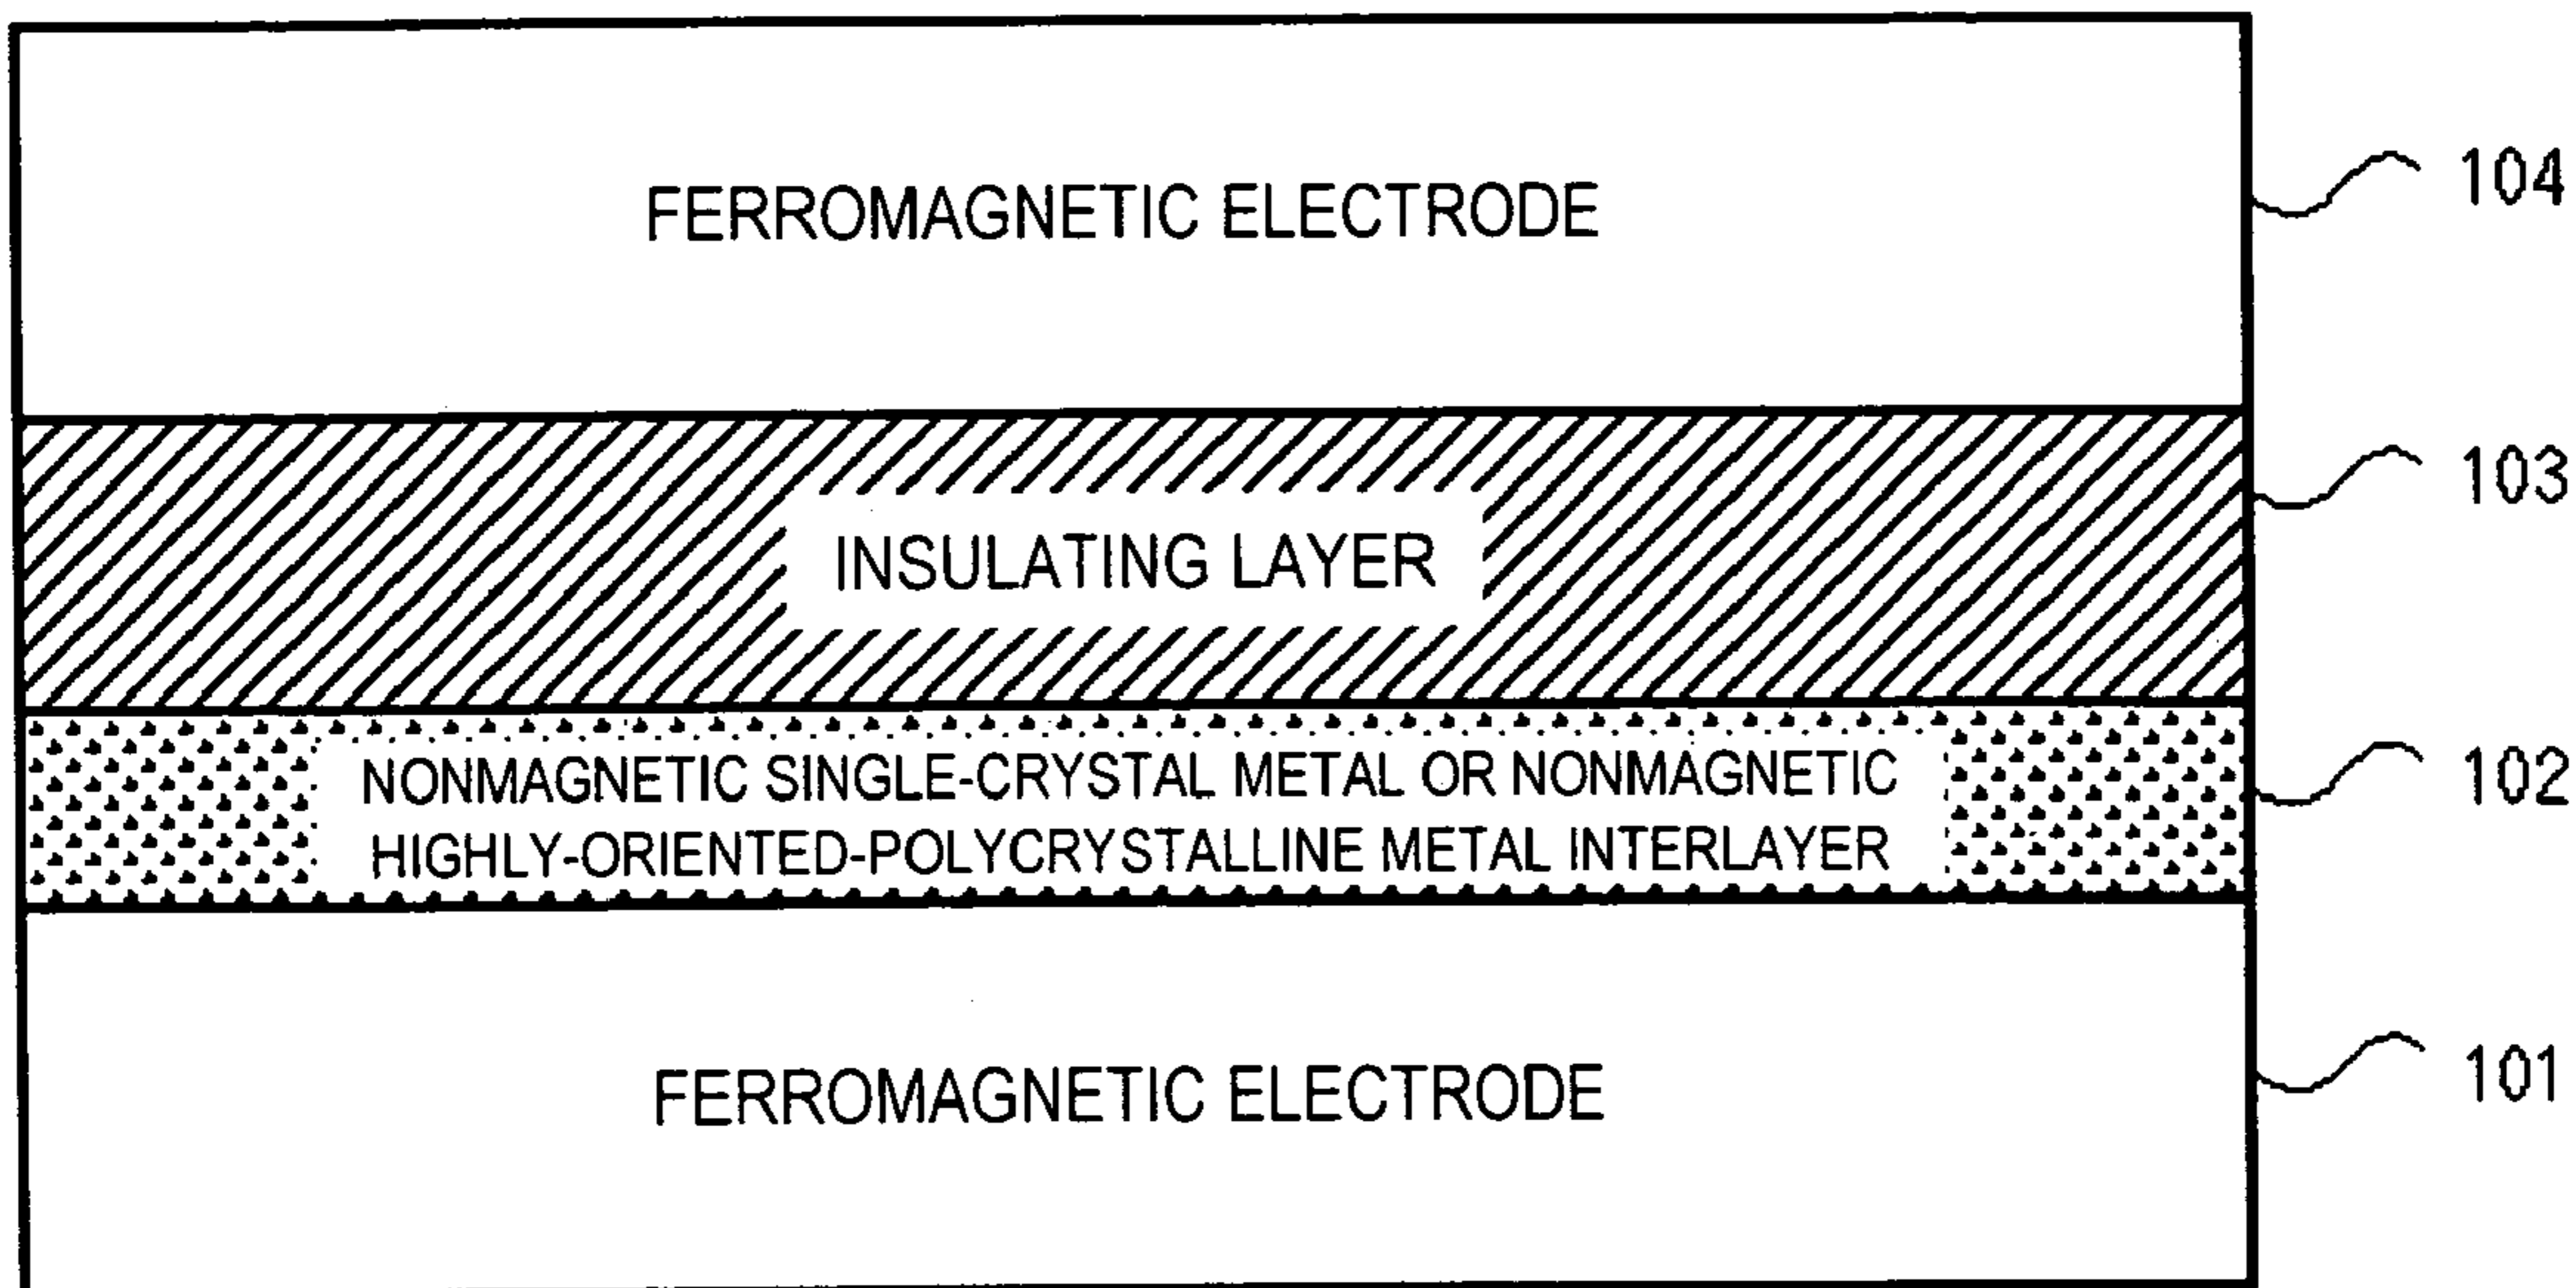 FERROMAGNETIC ELECTRODE
104
INSULATING LAYER
103
NONMAGNETIC SINGLE-CRYSTAL METAL OR NONMAGNETIC
HIGHLY-ORIENTED-POLYCRYSTALLINE METAL INTERLAYER
102
FERROMAGNETIC ELECTRODE
101